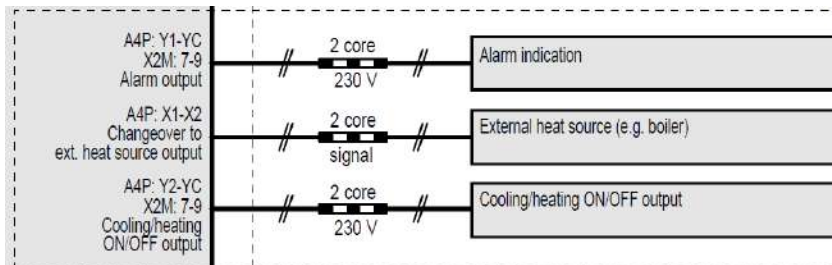 A4P: Y1-YC
X2M: 7-9
Alarm output
2 core
230 V
Alarm indication
A4P: X1-X2
Changeover to
ext. heat source output
2 core
signal
External heat source (e.g. boiler)
A4P: Y2-YC
X2M: 7-9
Cooling/heating
ON/OFF output
2 core
230 V
Cooling/heating ON/OFF output